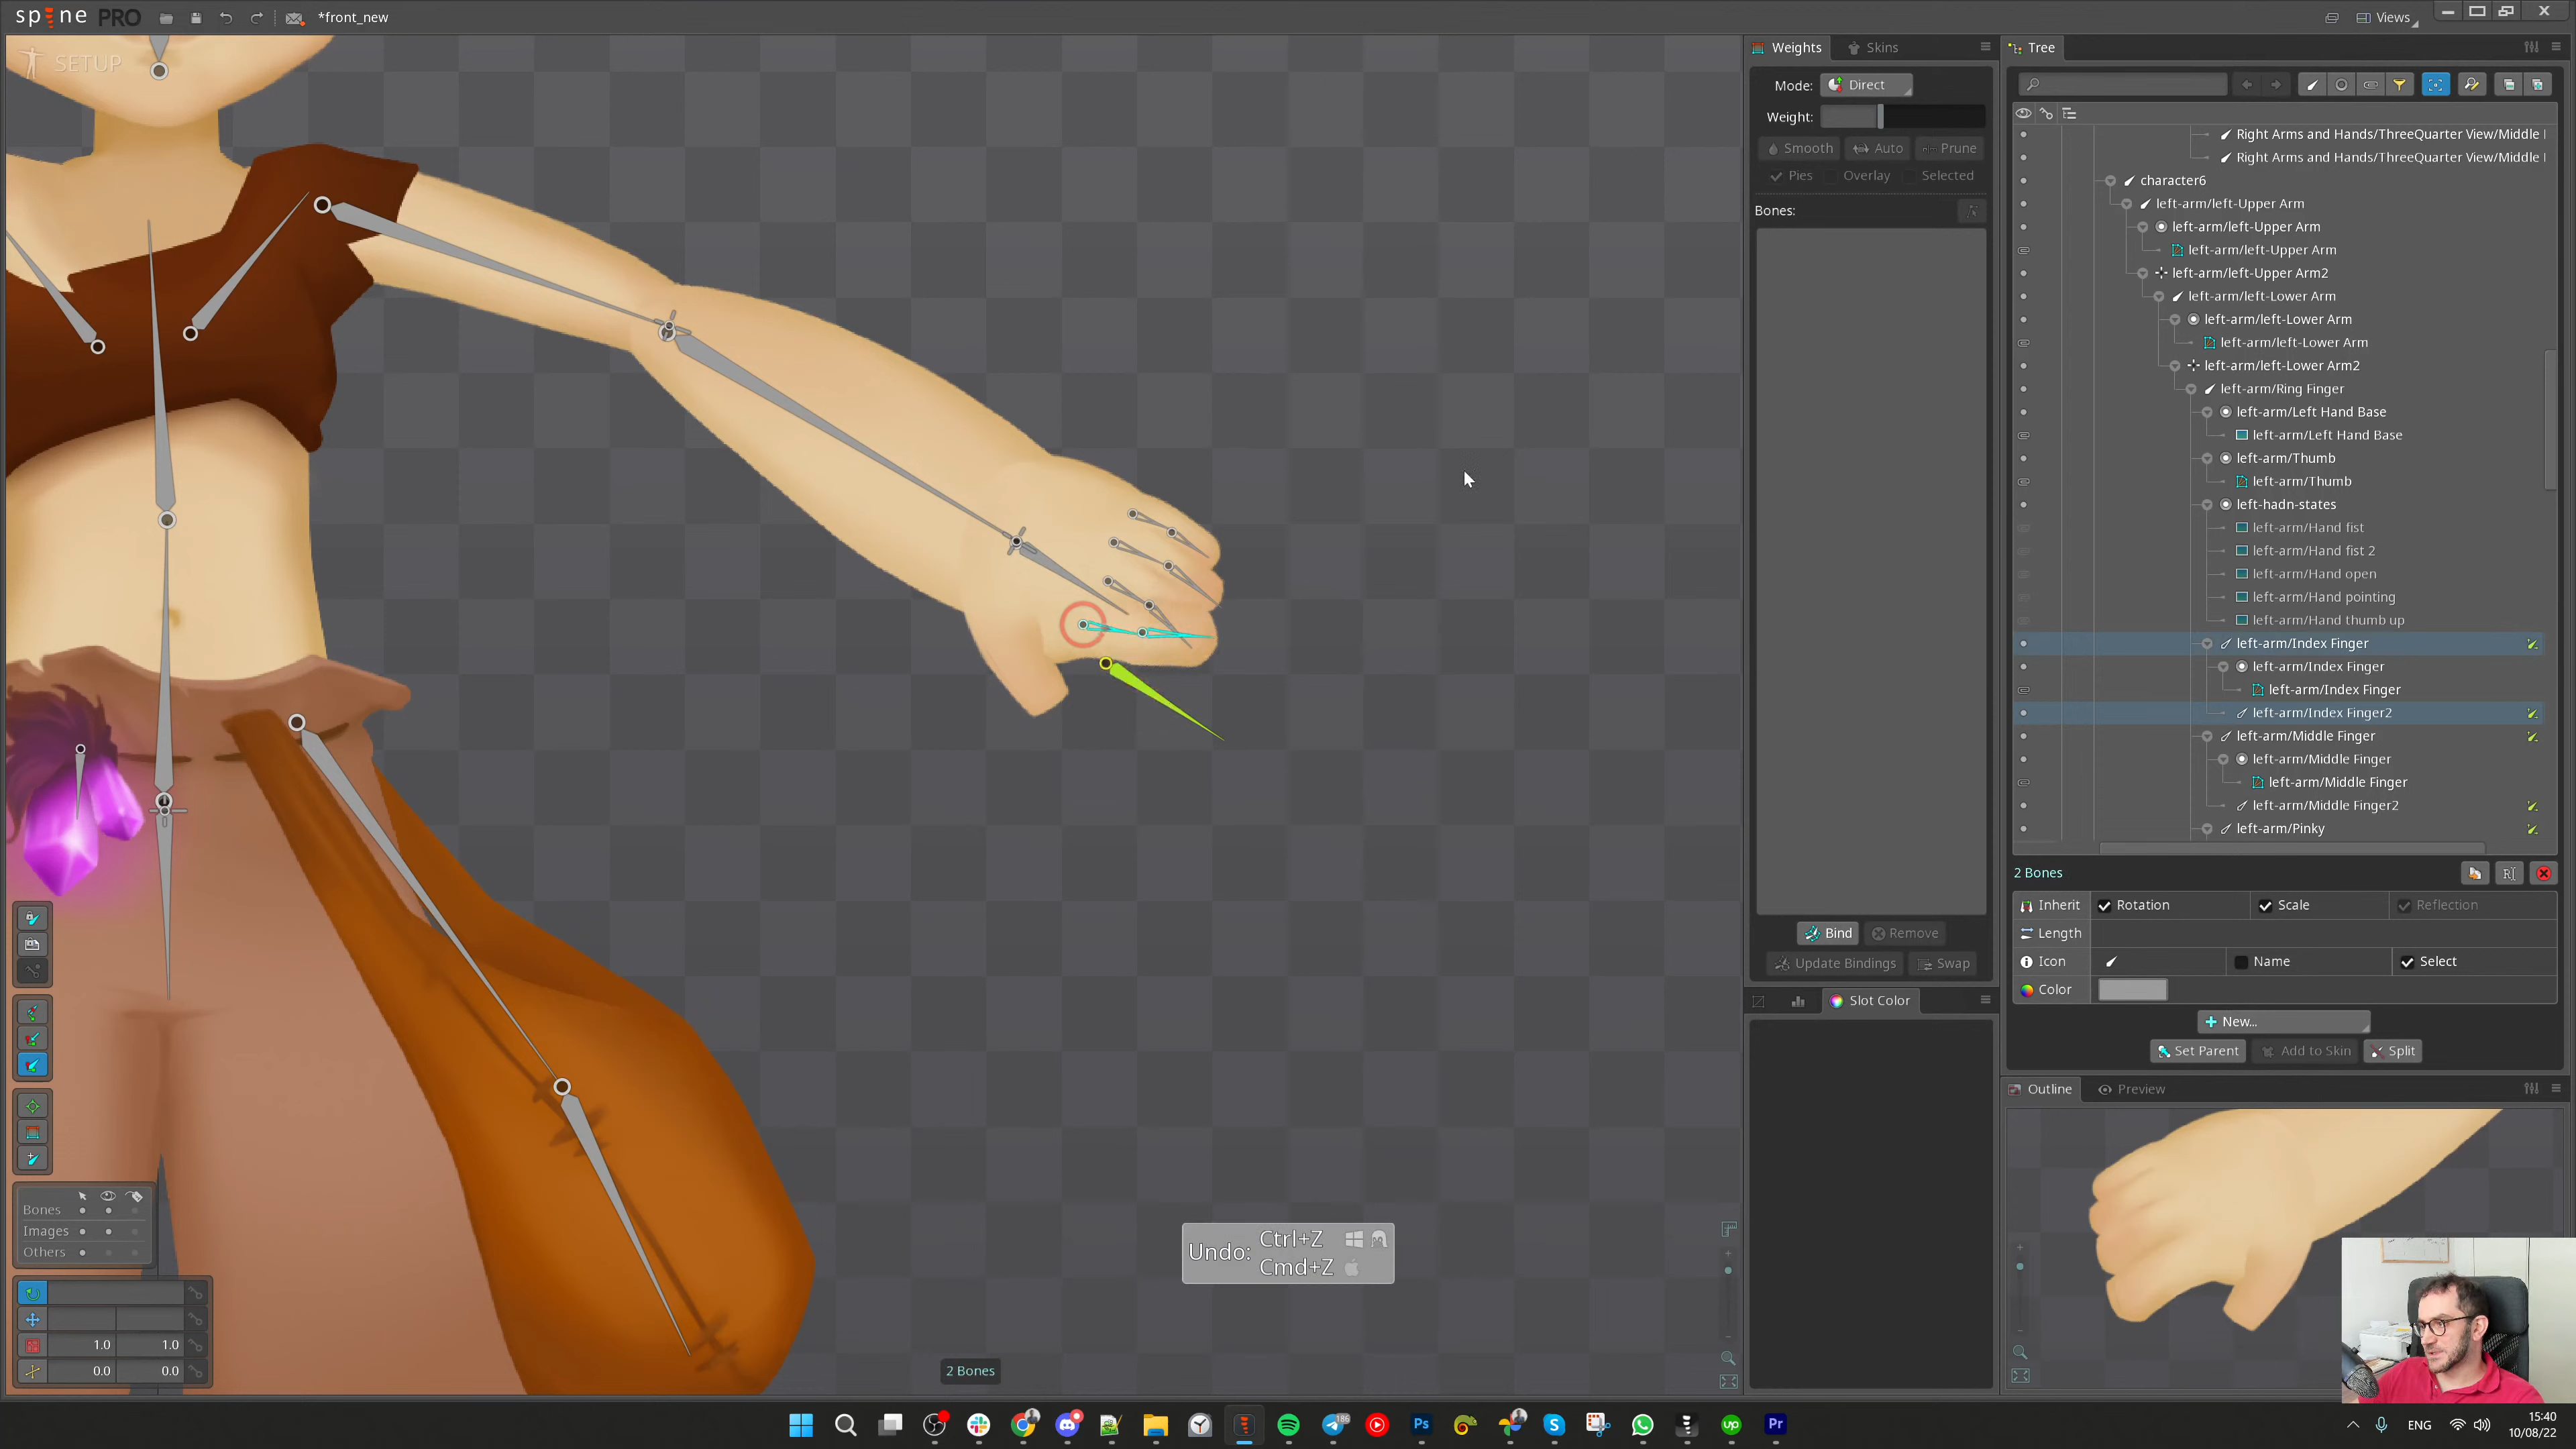 spine PRO
*front_new
Views
SETUP
Weights
Skins
Mode:
Direct
Weight:
Smooth
Auto
Prune
Pies
Overlay
Selected
Bones:
Bind
Remove
Update Bindings
Swap
Slot Color
Tree
Right Arms and Hands/ThreeQuarter View/Middle
Right Arms and Hands/ThreeQuarter View/Middle
character6
left-arm/left-Upper Arm
left-arm/left-Upper Arm
left-arm/left-Upper Arm
left-arm/left-Upper Arm2
left-arm/left-Lower Arm
left-arm/left-Lower Arm
left-arm/left-Lower Arm
left-arm/left-Lower Arm2
left-arm/Ring Finger
left-arm/Left Hand Base
left-arm/Left Hand Base
left-arm/Thumb
left-arm/Thumb
left-hadn-states
left-arm/Hand fist
left-arm/Hand fist 2
left-arm/Hand open
left-arm/Hand pointing
left-arm/Hand thumb up
left-arm/Index Finger
left-arm/Index Finger
left-arm/Index Finger
left-arm/Index Finger2
left-arm/Middle Finger
left-arm/Middle Finger
left-arm/Middle Finger
left-arm/Middle Finger2
left-arm/Pinky
2 Bones
Inherit
Rotation
Scale
Reflection
Length
Icon
Name
Select
Color
New...
Set Parent
Add to Skin
Split
Outline
Preview
Bones
Images
Others
1.0 1.0
0.0 0.0
Undo: Ctrl+Z
Cmd+Z
2 Bones
186
Ps
up
Pr
ENG
15:40
10/08/22